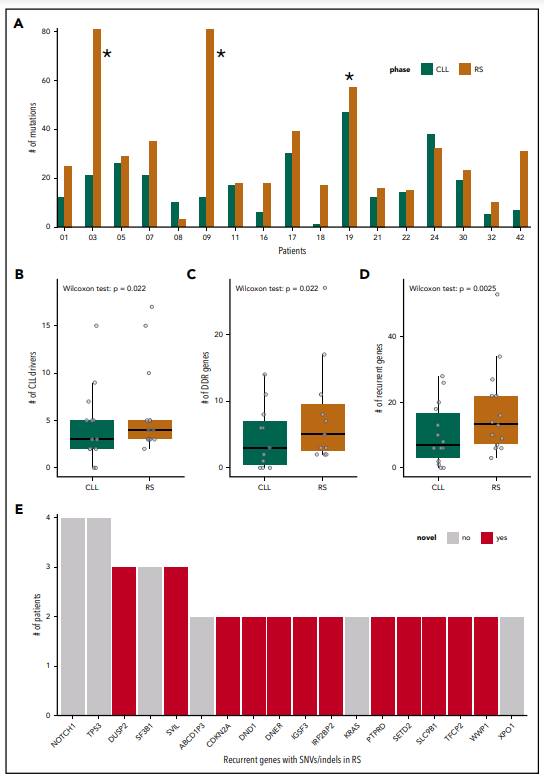 A
80
60
40
20
0
# of mutations
*
*
*
phase CLL RS
01 03 05 07 08 09 11 16 17 18 19 21 22 24 30 32 42
Patients
B
Wilcoxon test: p = 0.022
15
10
5
0
# of CLL drivers
CLL RS
C
Wilcoxon test: p = 0.022
20
10
0
# of DDR genes
CLL RS
D
Wilcoxon test: p = 0.0025
40
20
0
# of recurrent genes
CLL RS
E
4
3
2
1
0
# of patients
novel no yes
NOTCH1 TP53 DUSP2 SF3B1 SVIL ABCD1P3 CDKN2A DND1 DNER IGSF3 IRF2BP2 KRAS PTPRD SETD2 SLC9B1 TFCP2 WWP1 XPO1
Recurrent genes with SNVs/indels in RS